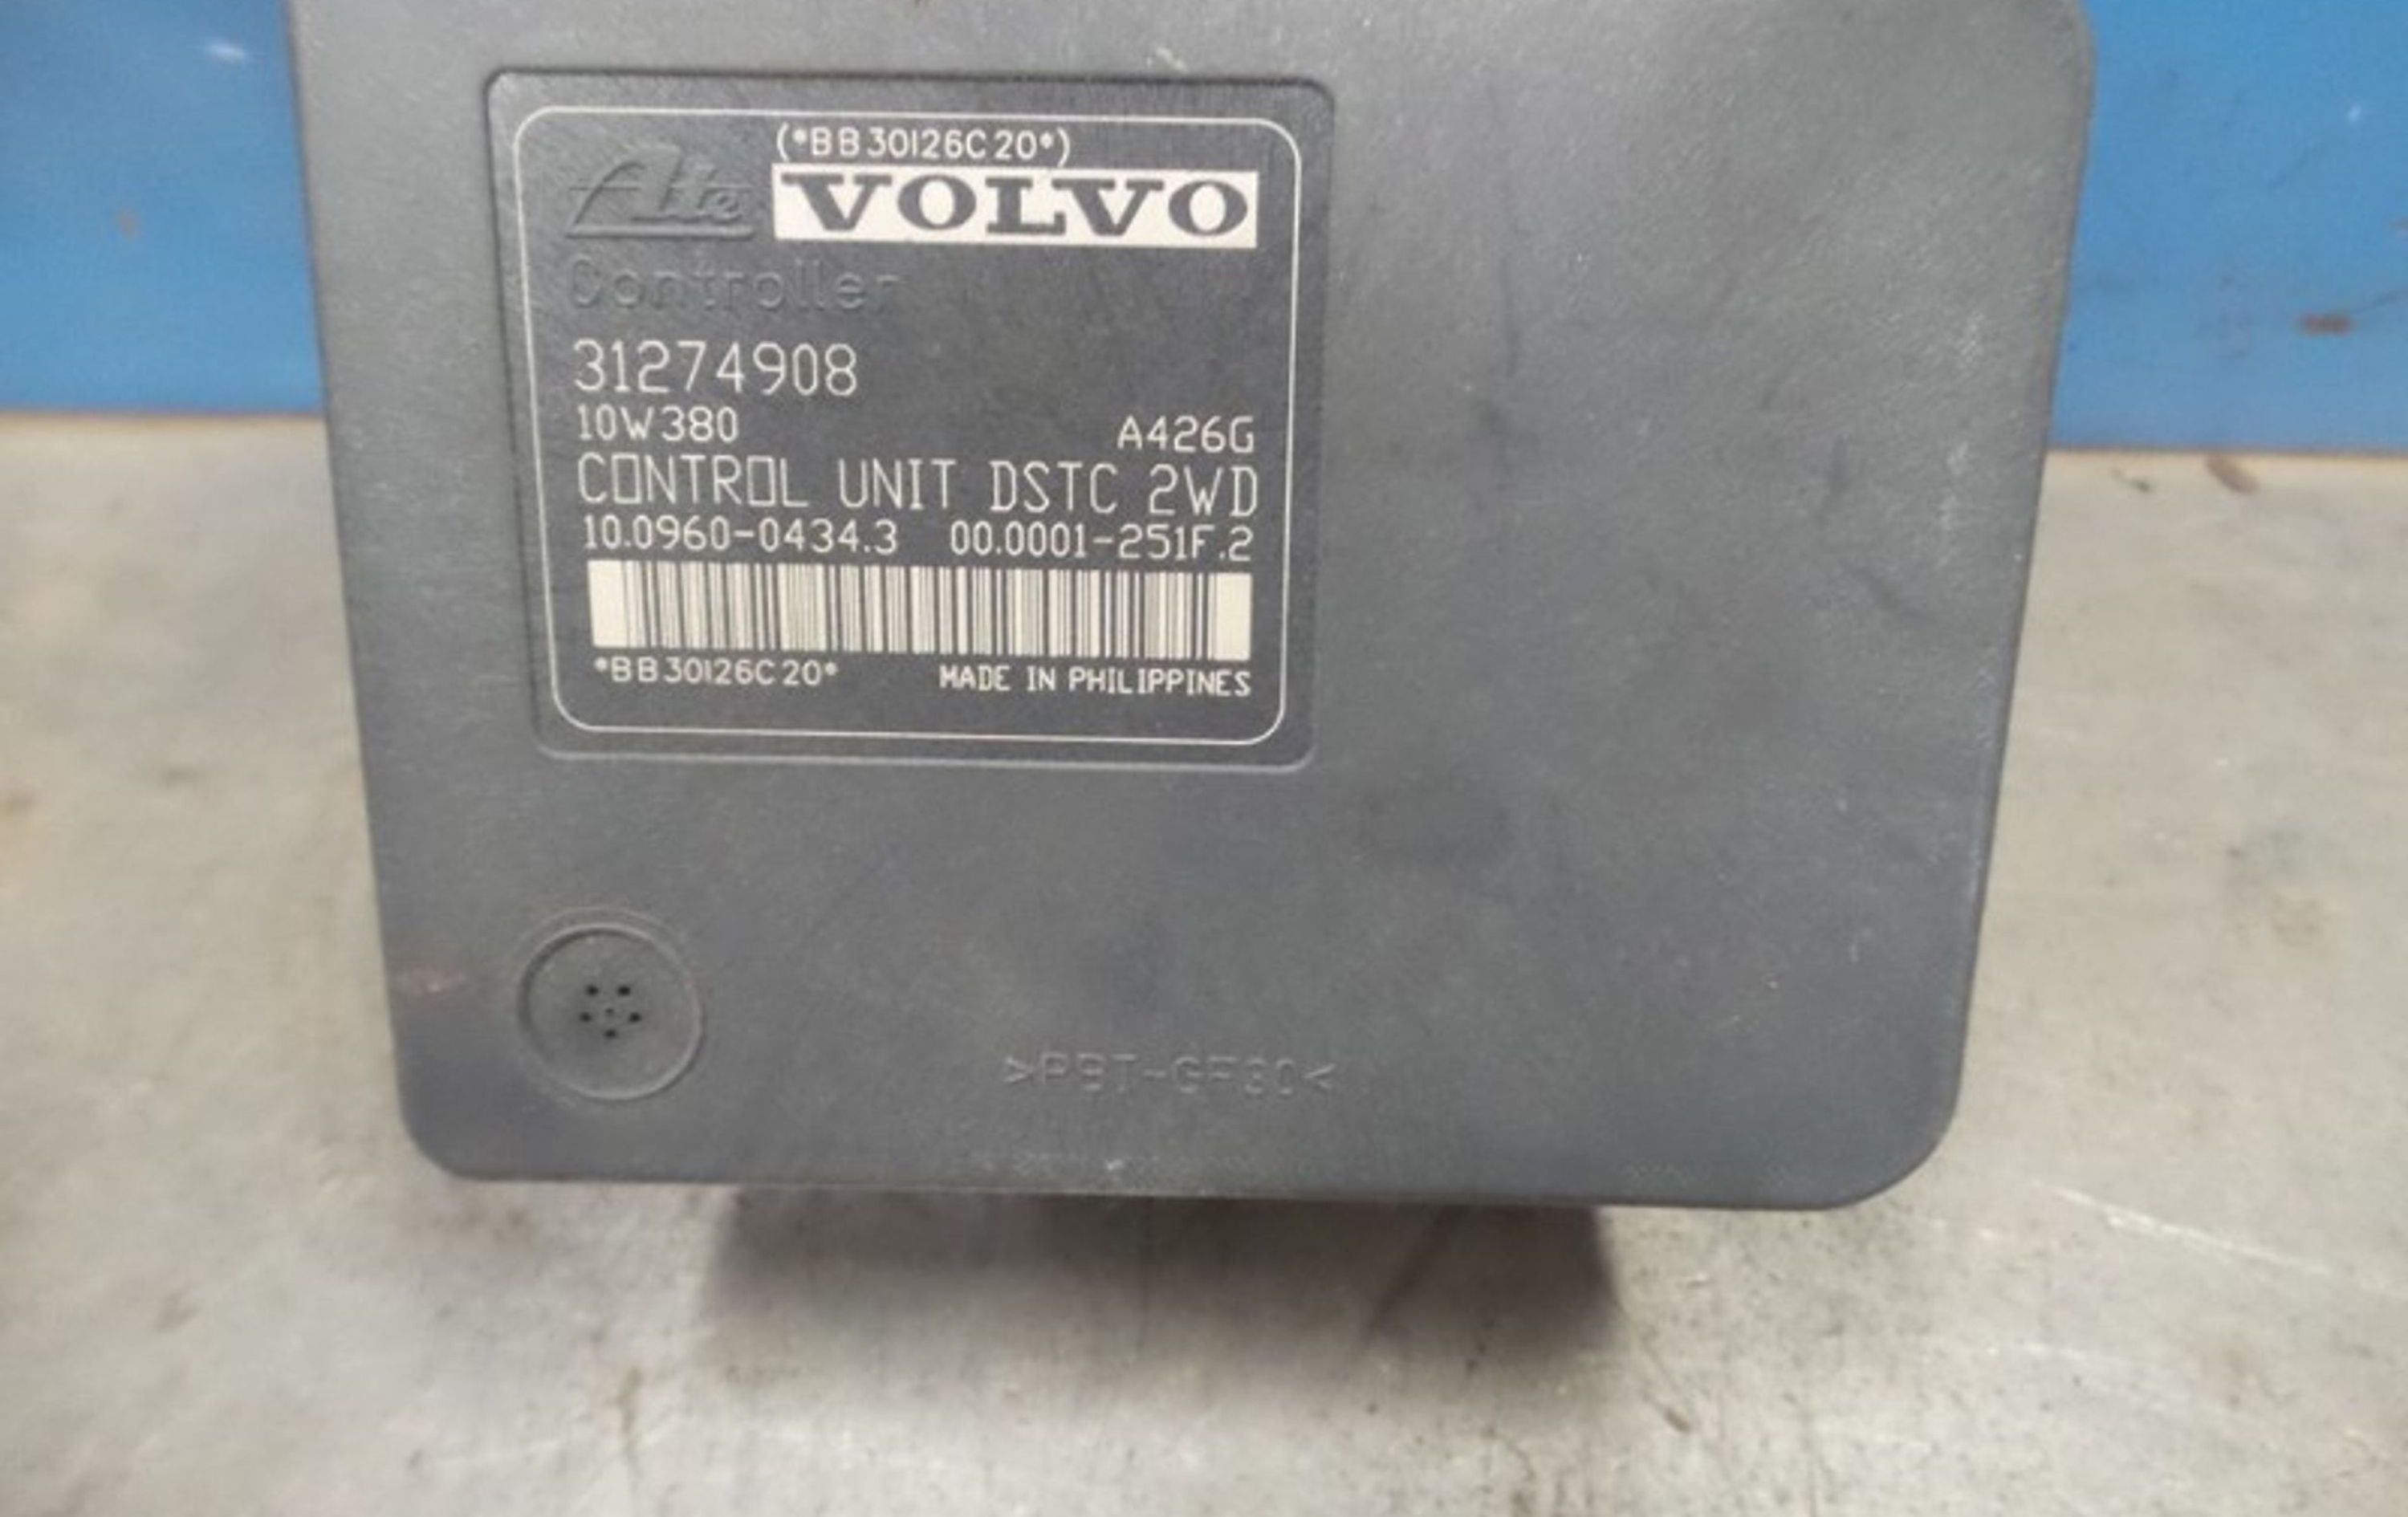 (*BB30126C20*)
Ate VOLVO
Controller
31274908
10W380 A426G
CONTROL UNIT DSTC 2WD
10.0960-0434.3 00.0001-251F.2
*BB30126C20* MADE IN PHILIPPINES
>PBT-GF30<